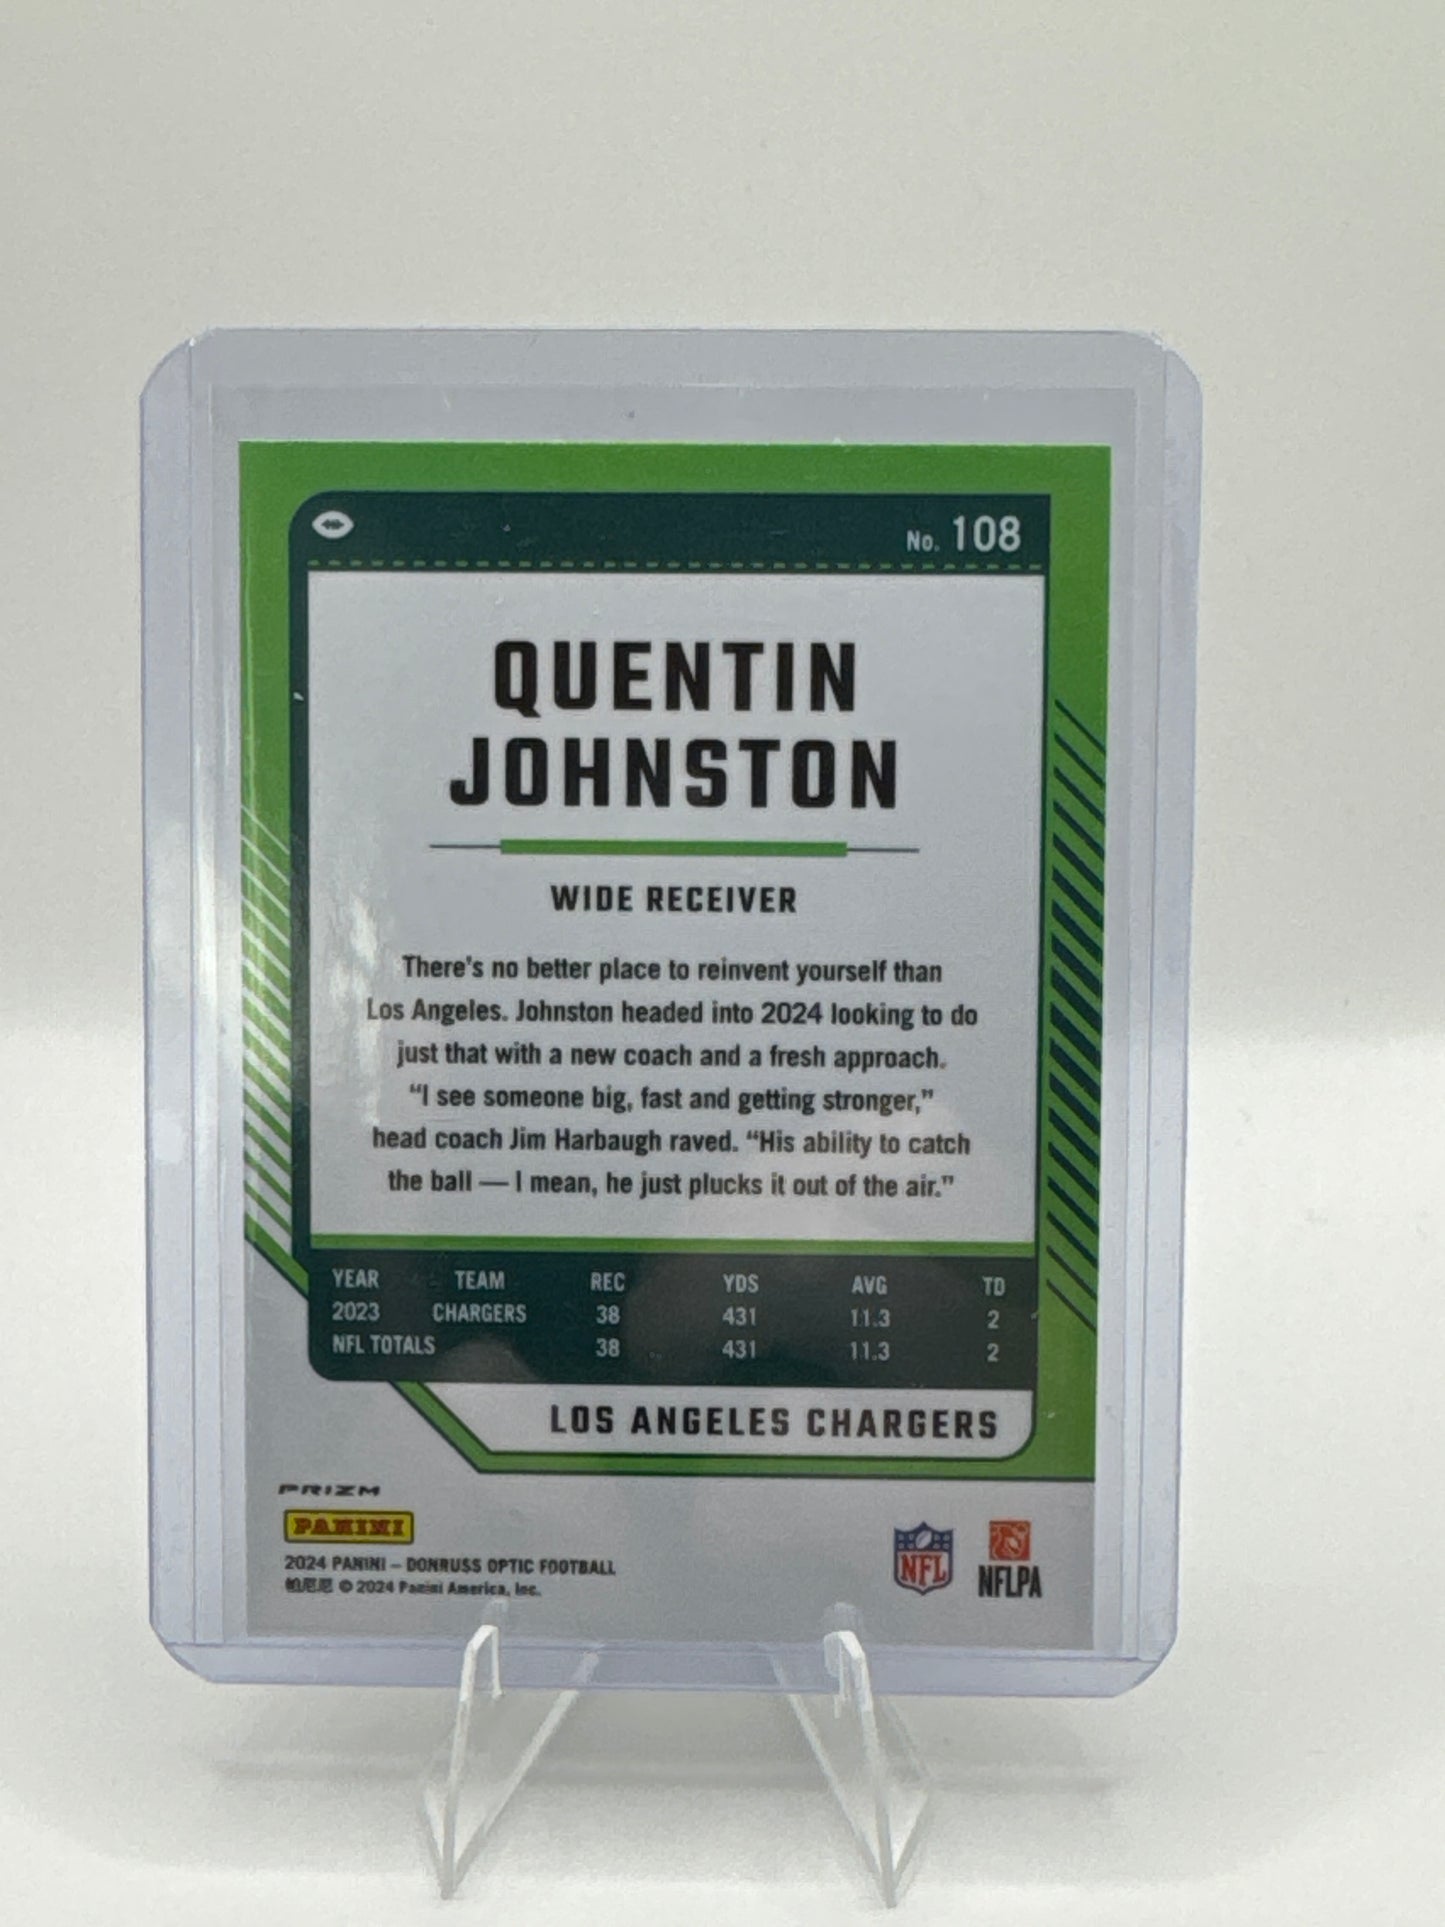 No. 108
QUENTIN
JOHNSTON
WIDE RECEIVER
There's no better place to reinvent yourself than
Los Angeles. Johnston headed into 2024 looking to do
just that with a new coach and a fresh approach.
“I see someone big, fast and getting stronger,”
head coach Jim Harbaugh raved. “His ability to catch
the ball — I mean, he just plucks it out of the air.”
YEAR TEAM REC YDS AVG TD
2023 CHARGERS 38 431 11.3 2
NFL TOTALS 38 431 11.3 2
LOS ANGELES CHARGERS
PRIZM
PANINI
2024 PANINI – DONRUSS OPTIC FOOTBALL
帕尼尼 © 2024 Panini America, Inc.
NFL
NFLPA